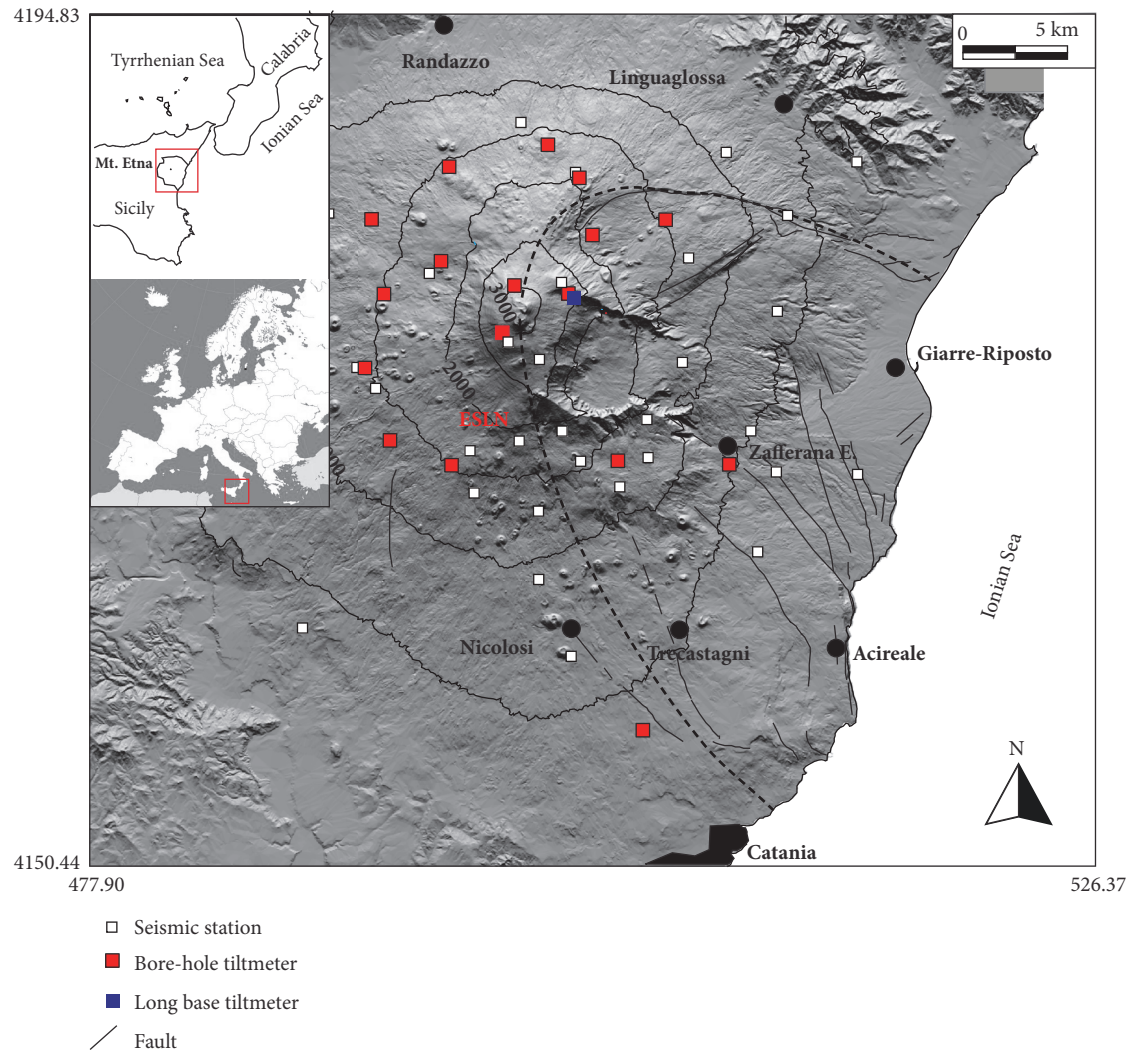 4194.83
0 5 km
Randazzo
Calabria
Tyrrhenian Sea
Linguaglossa
Ionian Sea
Mt. Etna
Sicily
3000
Giarre-Riposto
2000
ESLN
Zafferana E.
Ionian Sea
Nicolosi
Trecastagni
Acireale
N
Catania
4150.44
477.90
526.37
Seismic station
Bore-hole tiltmeter
Long base tiltmeter
Fault